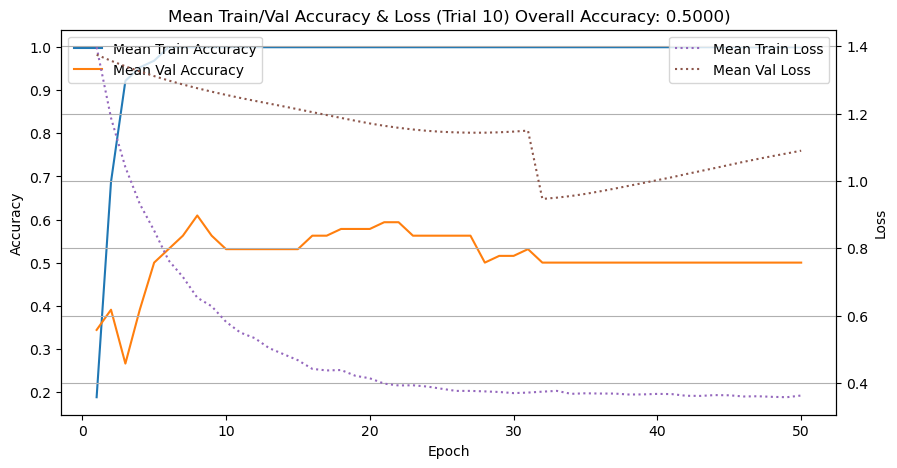 Mean Train/Val Accuracy & Loss (Trial 10) Overall Accuracy: 0.5000)
Mean Train Accuracy
Mean Val Accuracy
Mean Train Loss
Mean Val Loss
Accuracy
1.0
0.9
0.8
0.7
0.6
0.5
0.4
0.3
0.2
1.4
1.2
1.0
0.8
0.6
0.4
Loss
0 10 20 30 40 50
Epoch